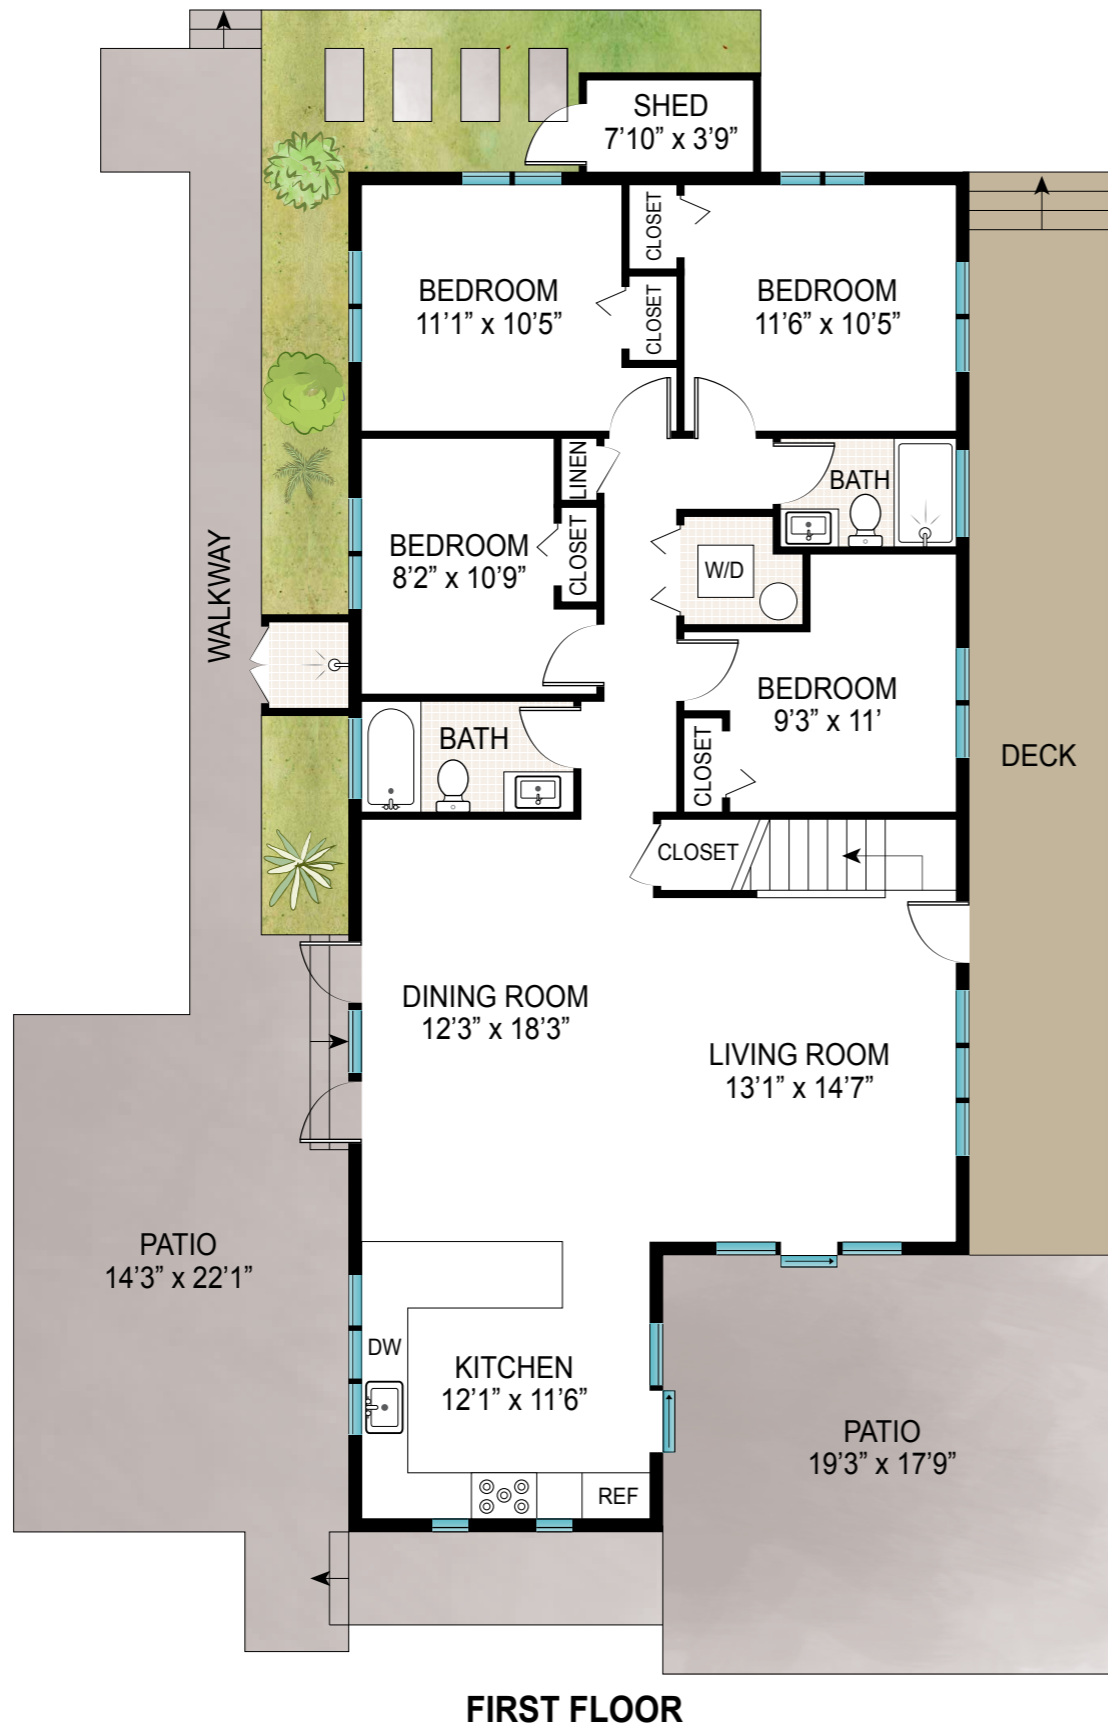 SHED
7’10” x 3’9”
CLOSET
BEDROOM
11’1” x 10’5”
BEDROOM
11’6” x 10’5”
CLOSET
LINEN
BATH
BEDROOM
8’2” x 10’9”
CLOSET
W/D
WALKWAY
BEDROOM
9’3” x 11’
BATH
CLOSET
DECK
CLOSET
DINING ROOM
12’3” x 18’3”
LIVING ROOM
13’1” x 14’7”
PATIO
14’3” x 22’1”
DW
KITCHEN
12’1” x 11’6”
PATIO
19’3” x 17’9”
REF
FIRST FLOOR